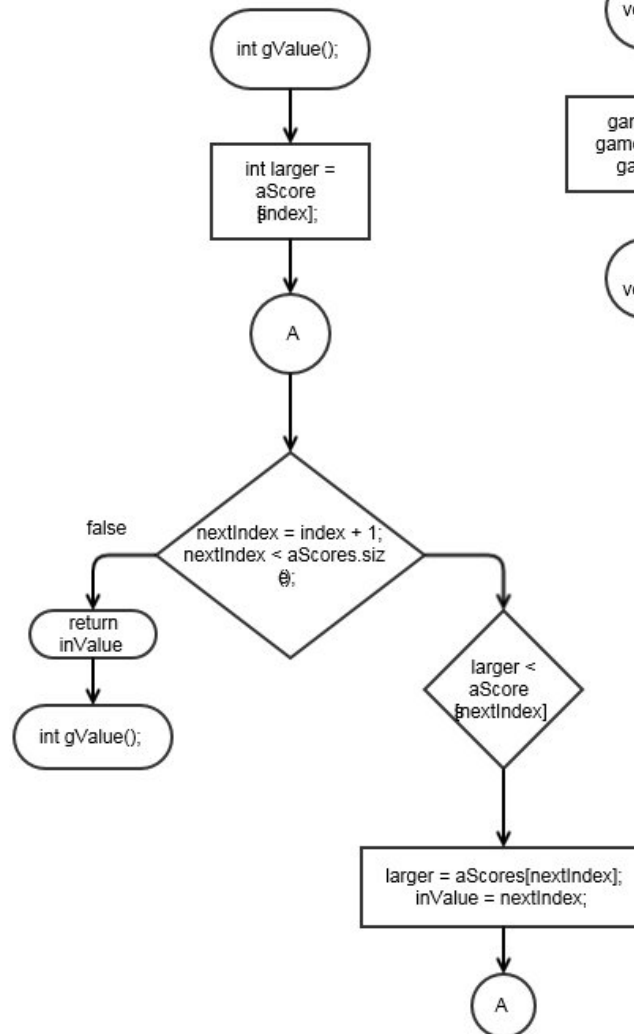 int gValue();
int larger =
aScore
[index];
A
nextIndex = index + 1;
nextIndex < aScores.siz
false
return
inValue
int gValue();
larger <
aScore
[nextIndex]
larger = aScores[nextIndex];
inValue = nextIndex;
A